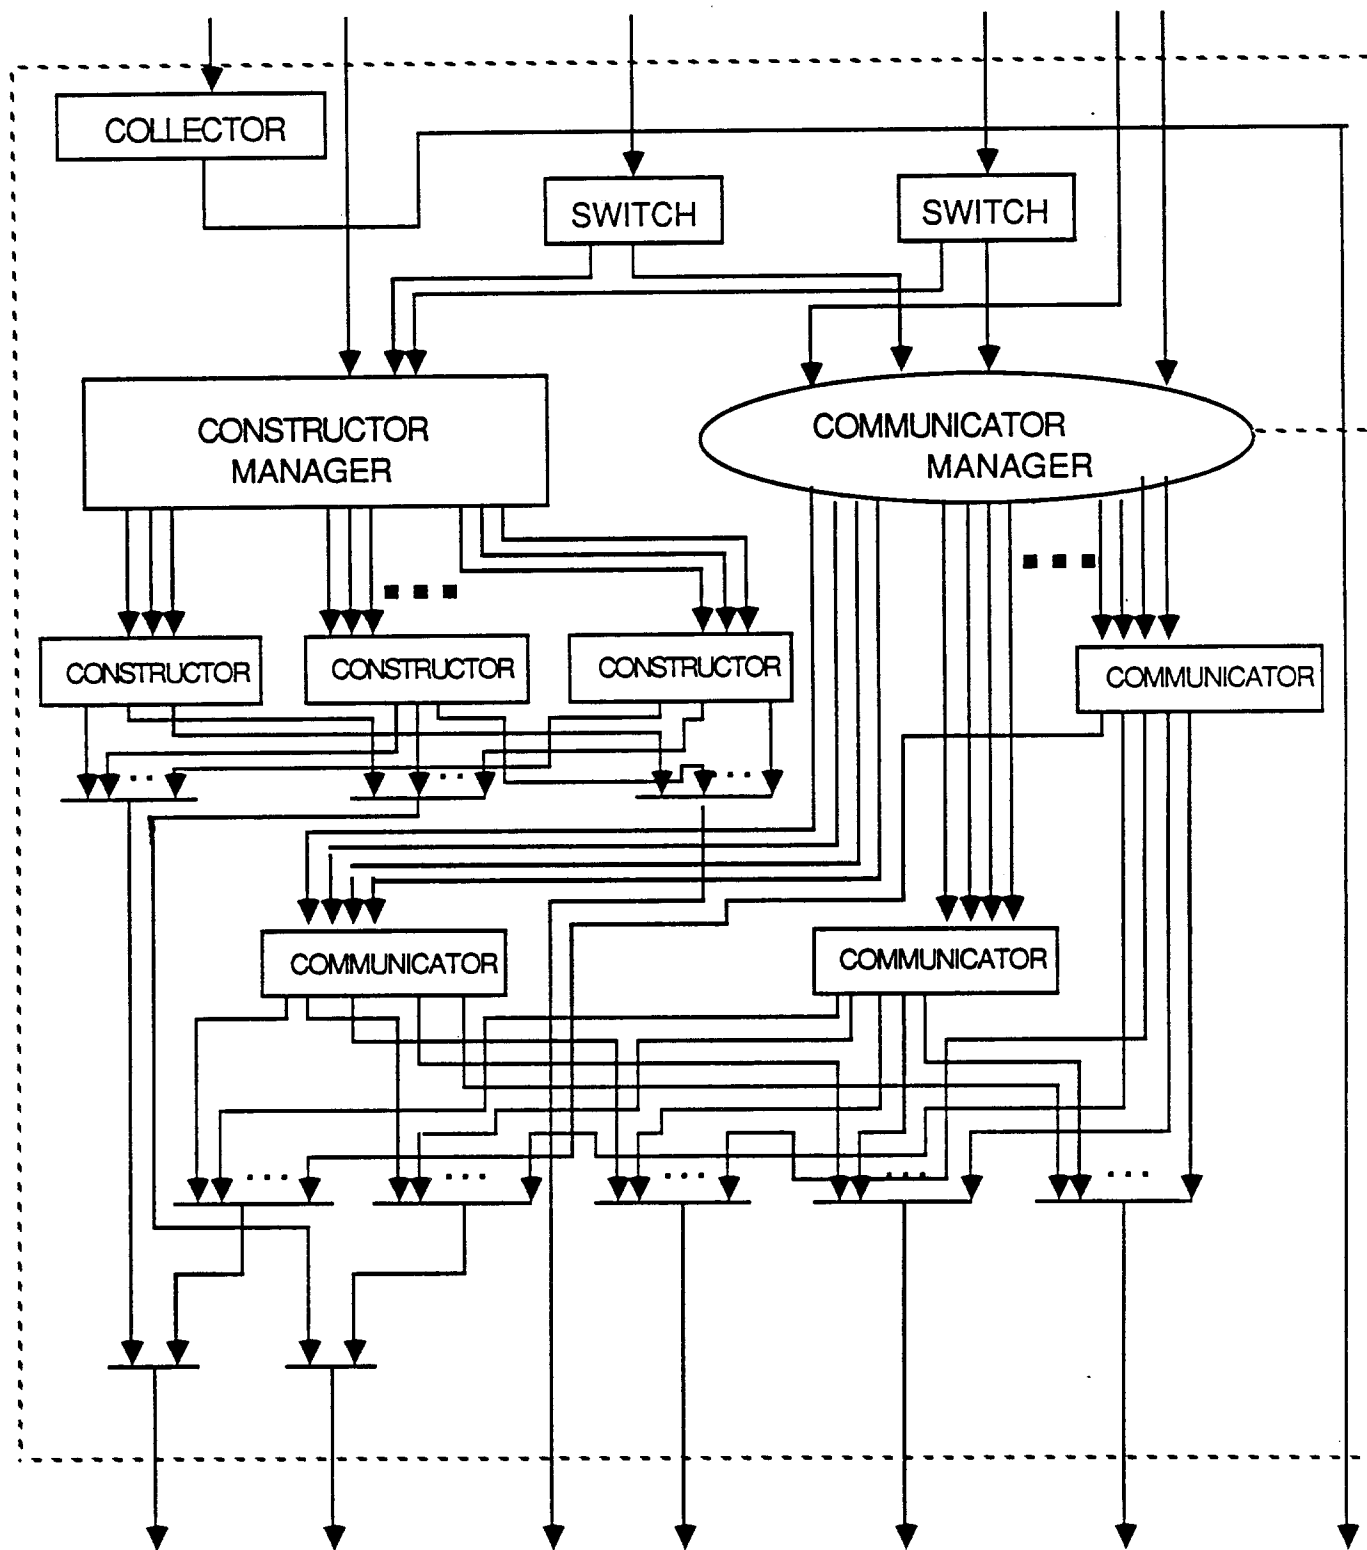 COLLECTOR
SWITCH
SWITCH
CONSTRUCTOR
MANAGER
COMMUNICATOR
MANAGER
CONSTRUCTOR
CONSTRUCTOR
CONSTRUCTOR
COMMUNICATOR
COMMUNICATOR
COMMUNICATOR